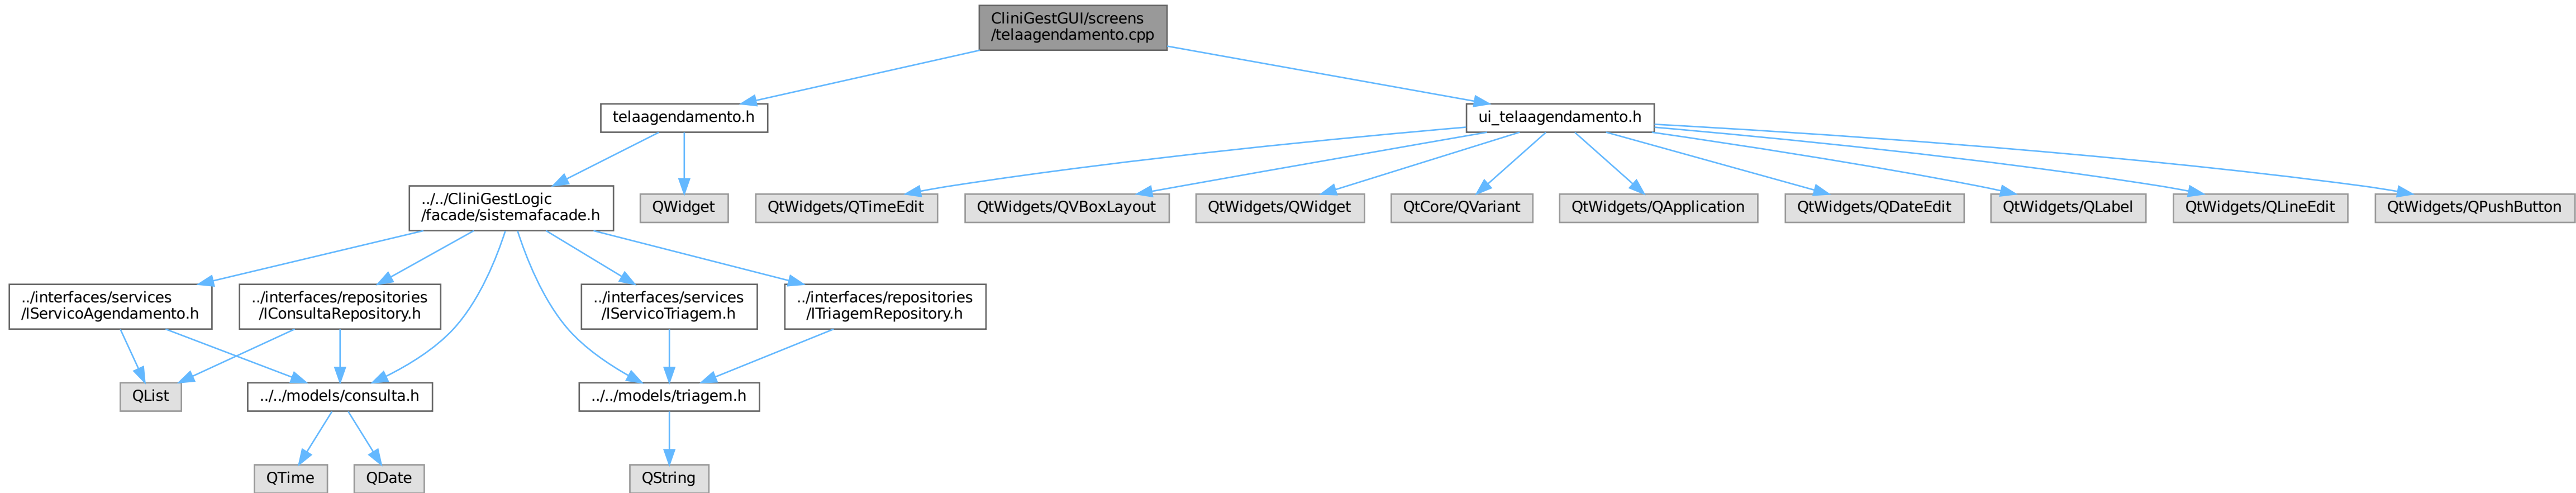 CliniGestGUI/screens
/telaagendamento.cpp
telaagendamento.h
ui_telaagendamento.h
../../CliniGestLogic
/facade/sistemafacade.h
QWidget
QtWidgets/QTimeEdit
QtWidgets/QVBoxLayout
QtWidgets/QWidget
QtCore/QVariant
QtWidgets/QApplication
QtWidgets/QDateEdit
QtWidgets/QLabel
QtWidgets/QLineEdit
QtWidgets/QPushButton
../interfaces/services
/IServicoAgendamento.h
../interfaces/repositories
/IConsultaRepository.h
../interfaces/services
/IServicoTriagem.h
../interfaces/repositories
/ITriagemRepository.h
QList
../../models/consulta.h
../../models/triagem.h
QTime
QDate
QString